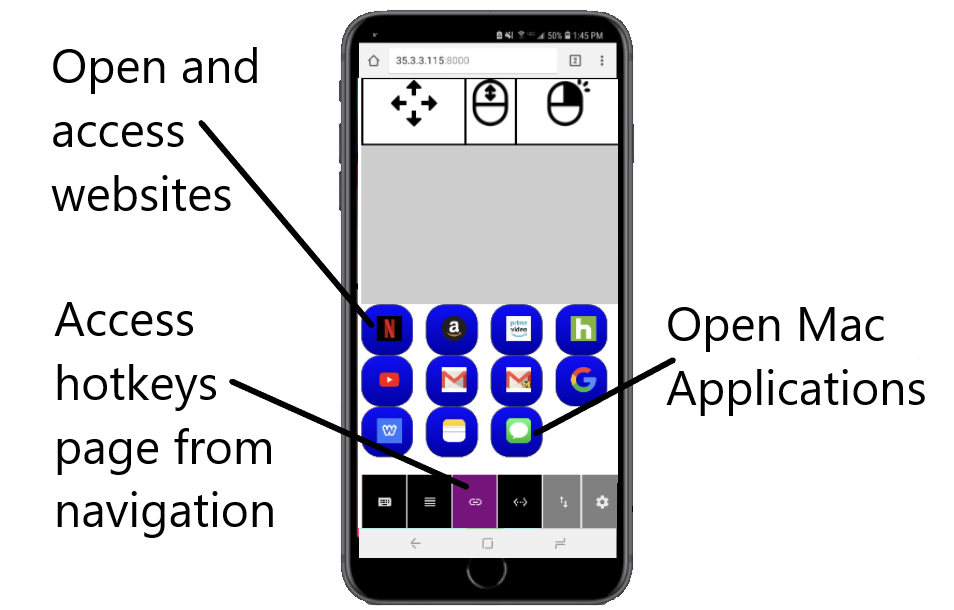 Open and
access
websites
Access
hotkeys
page from
navigation
50% 1:45 PM
35.3.3.115:8000
2
N
a
prime
video
h
G
W
Open Mac
Applications